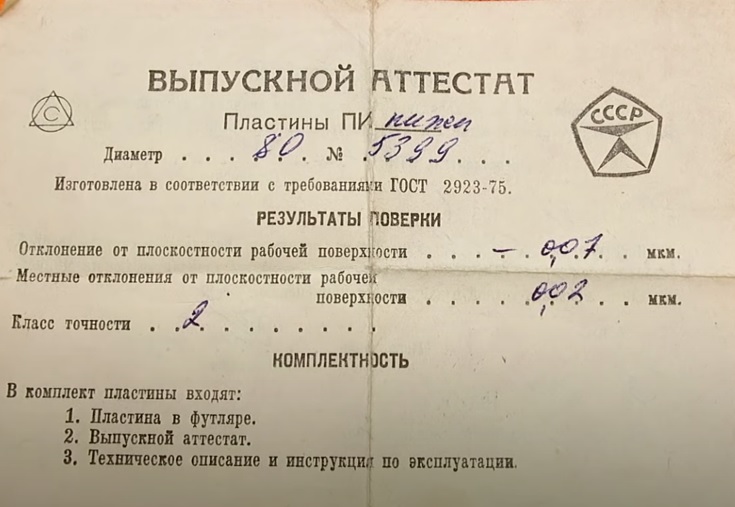 ВЫПУСКНОЙ АТТЕСТАТ
С
СССР
Пластины ПИ нижн
Диаметр . . . 80 . № . 5399 . . .
Изготовлена в соответствии с требованиями ГОСТ 2923-75.
РЕЗУЛЬТАТЫ ПОВЕРКИ
Отклонение от плоскостности рабочей поверхности . . . . — 0,07 . . мкм.
Местные отклонения от плоскостности рабочей
поверхности . . . . . 0,02 . . . мкм.
Класс точности . . 2 . . . . . . .
КОМПЛЕКТНОСТЬ
В комплект пластины входят:
1. Пластина в футляре.
2. Выпускной аттестат.
3. Техническое описание и инструкция по эксплуатации.